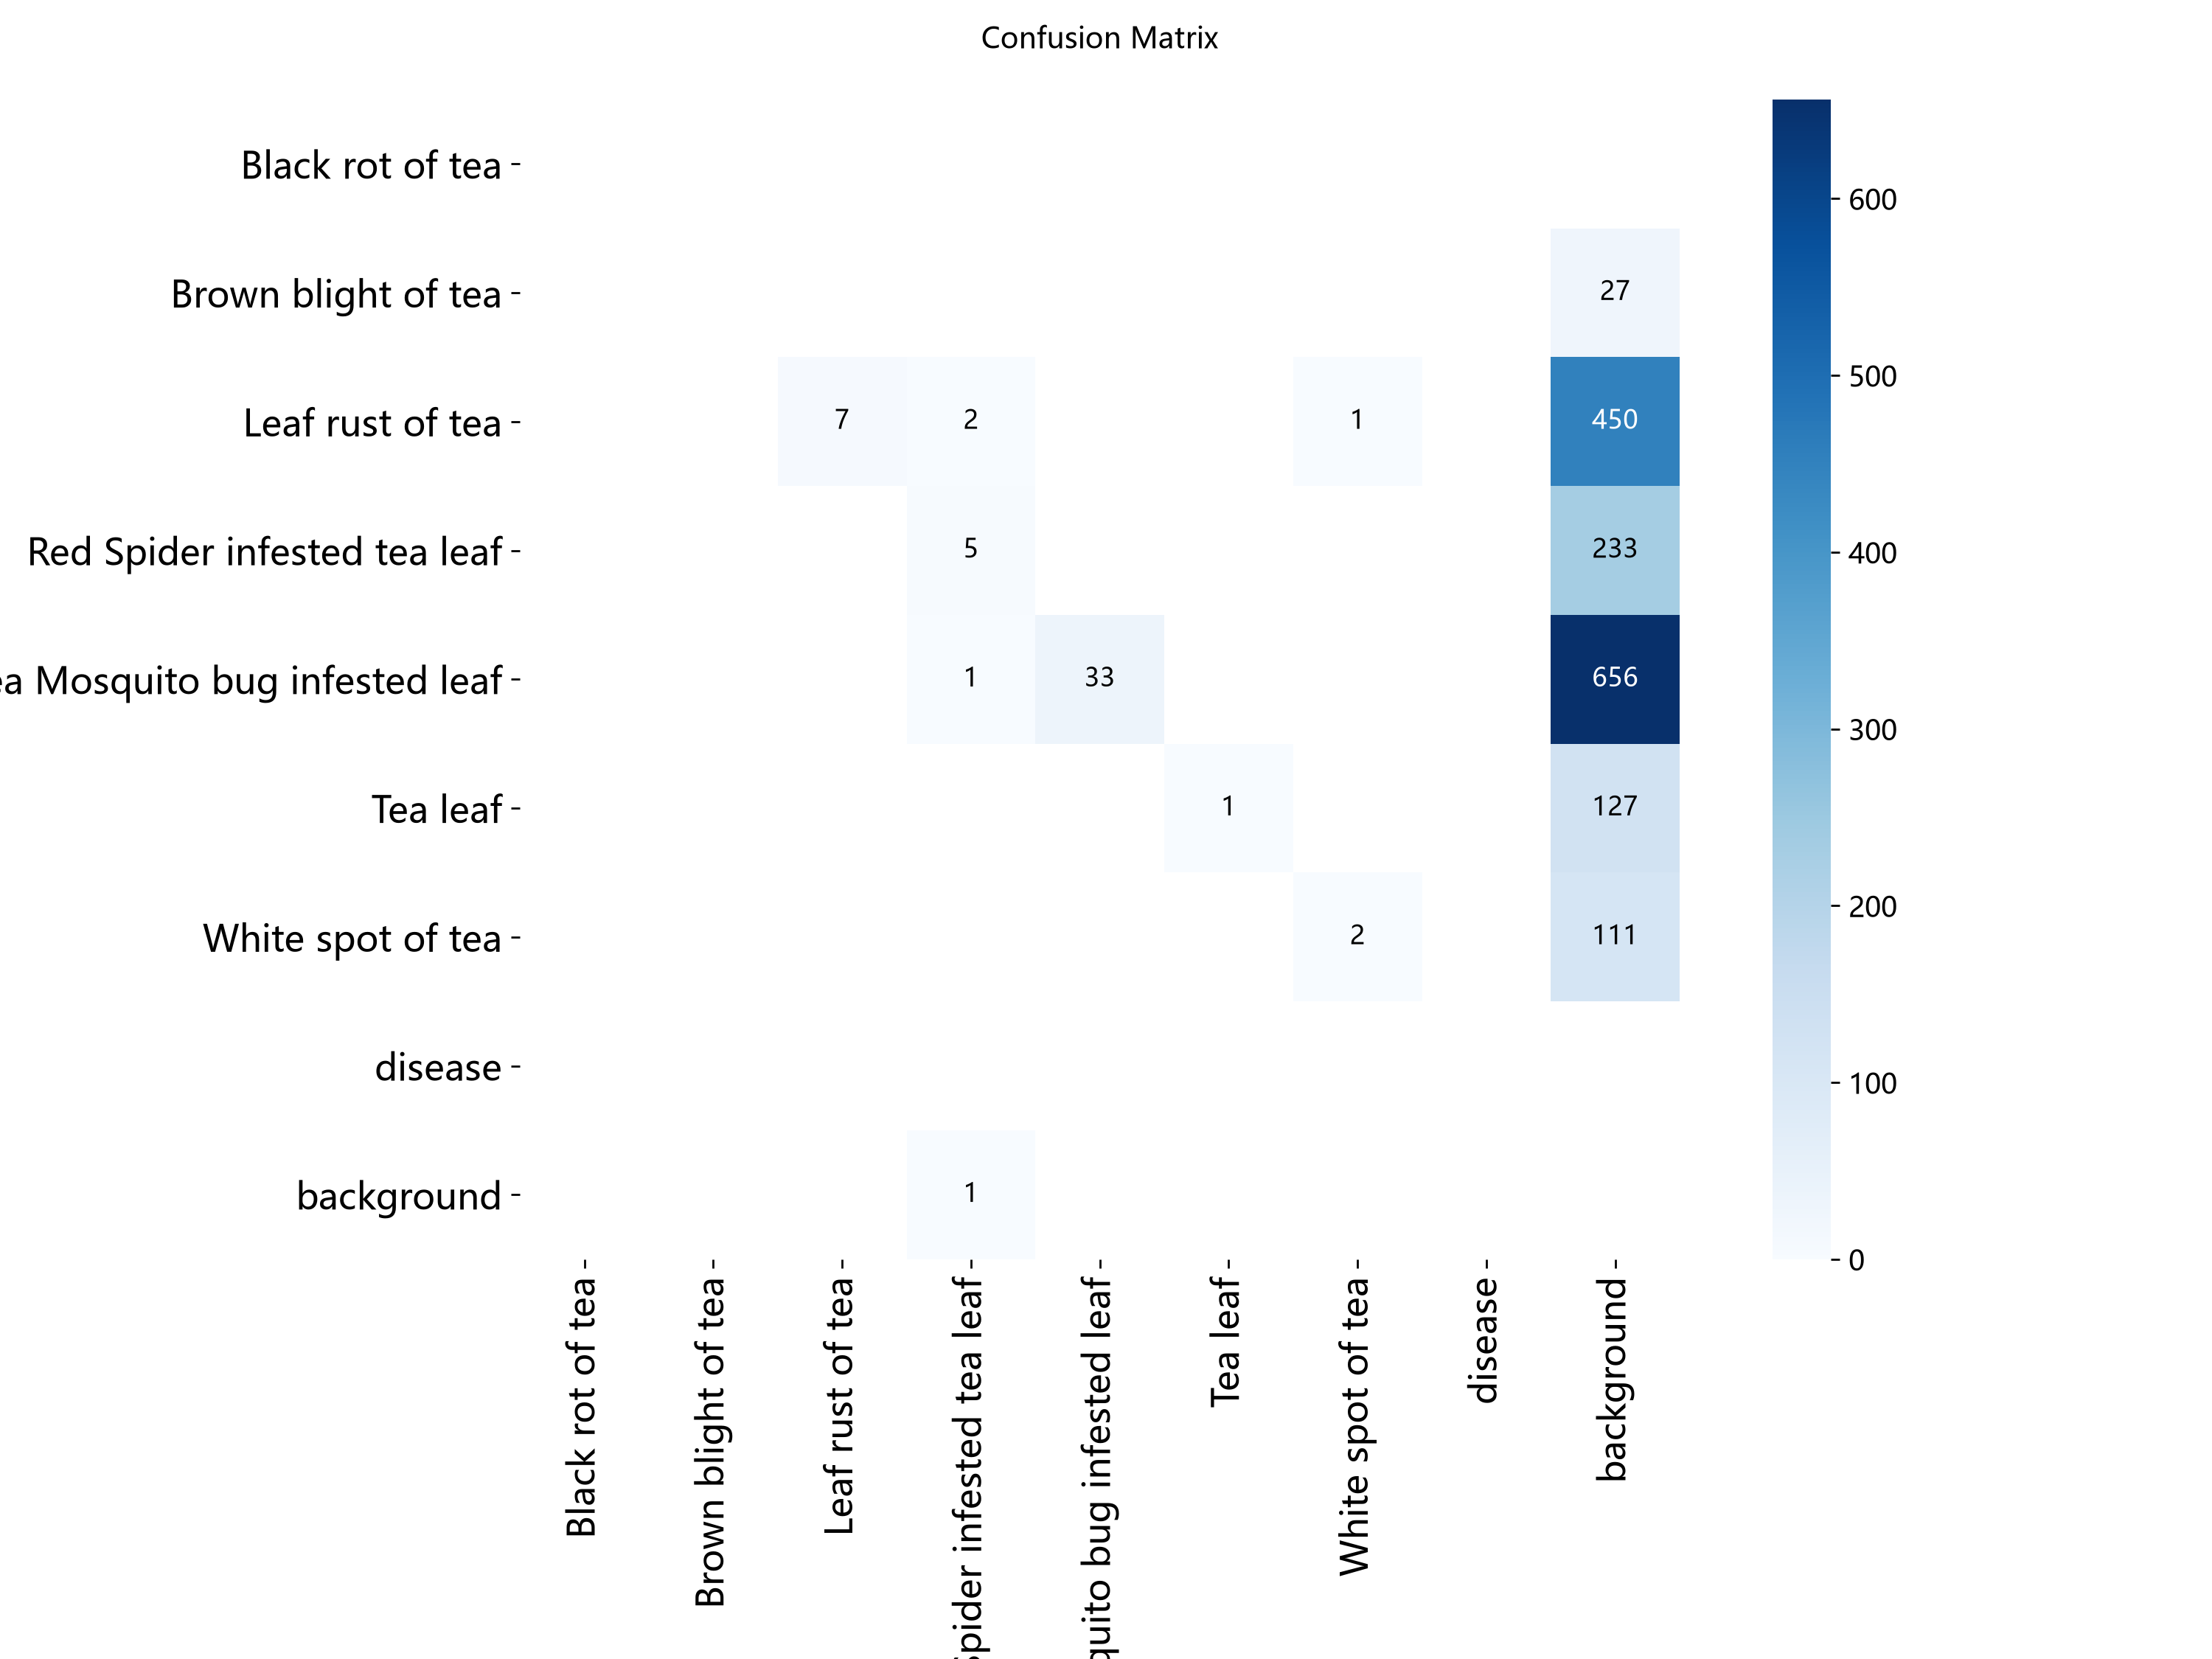 Confusion Matrix
Black rot of tea
Brown blight of tea
27
Leaf rust of tea
7 2 1 450
Red Spider infested tea leaf
5 233
Mosquito bug infested leaf
1 33 656
Tea leaf
1 127
White spot of tea
2 111
disease
background
1
Black rot of tea
Brown blight of tea
Leaf rust of tea
Spider infested tea leaf
bug infested leaf
Tea leaf
White spot of tea
disease
background
600
500
400
300
200
100
0